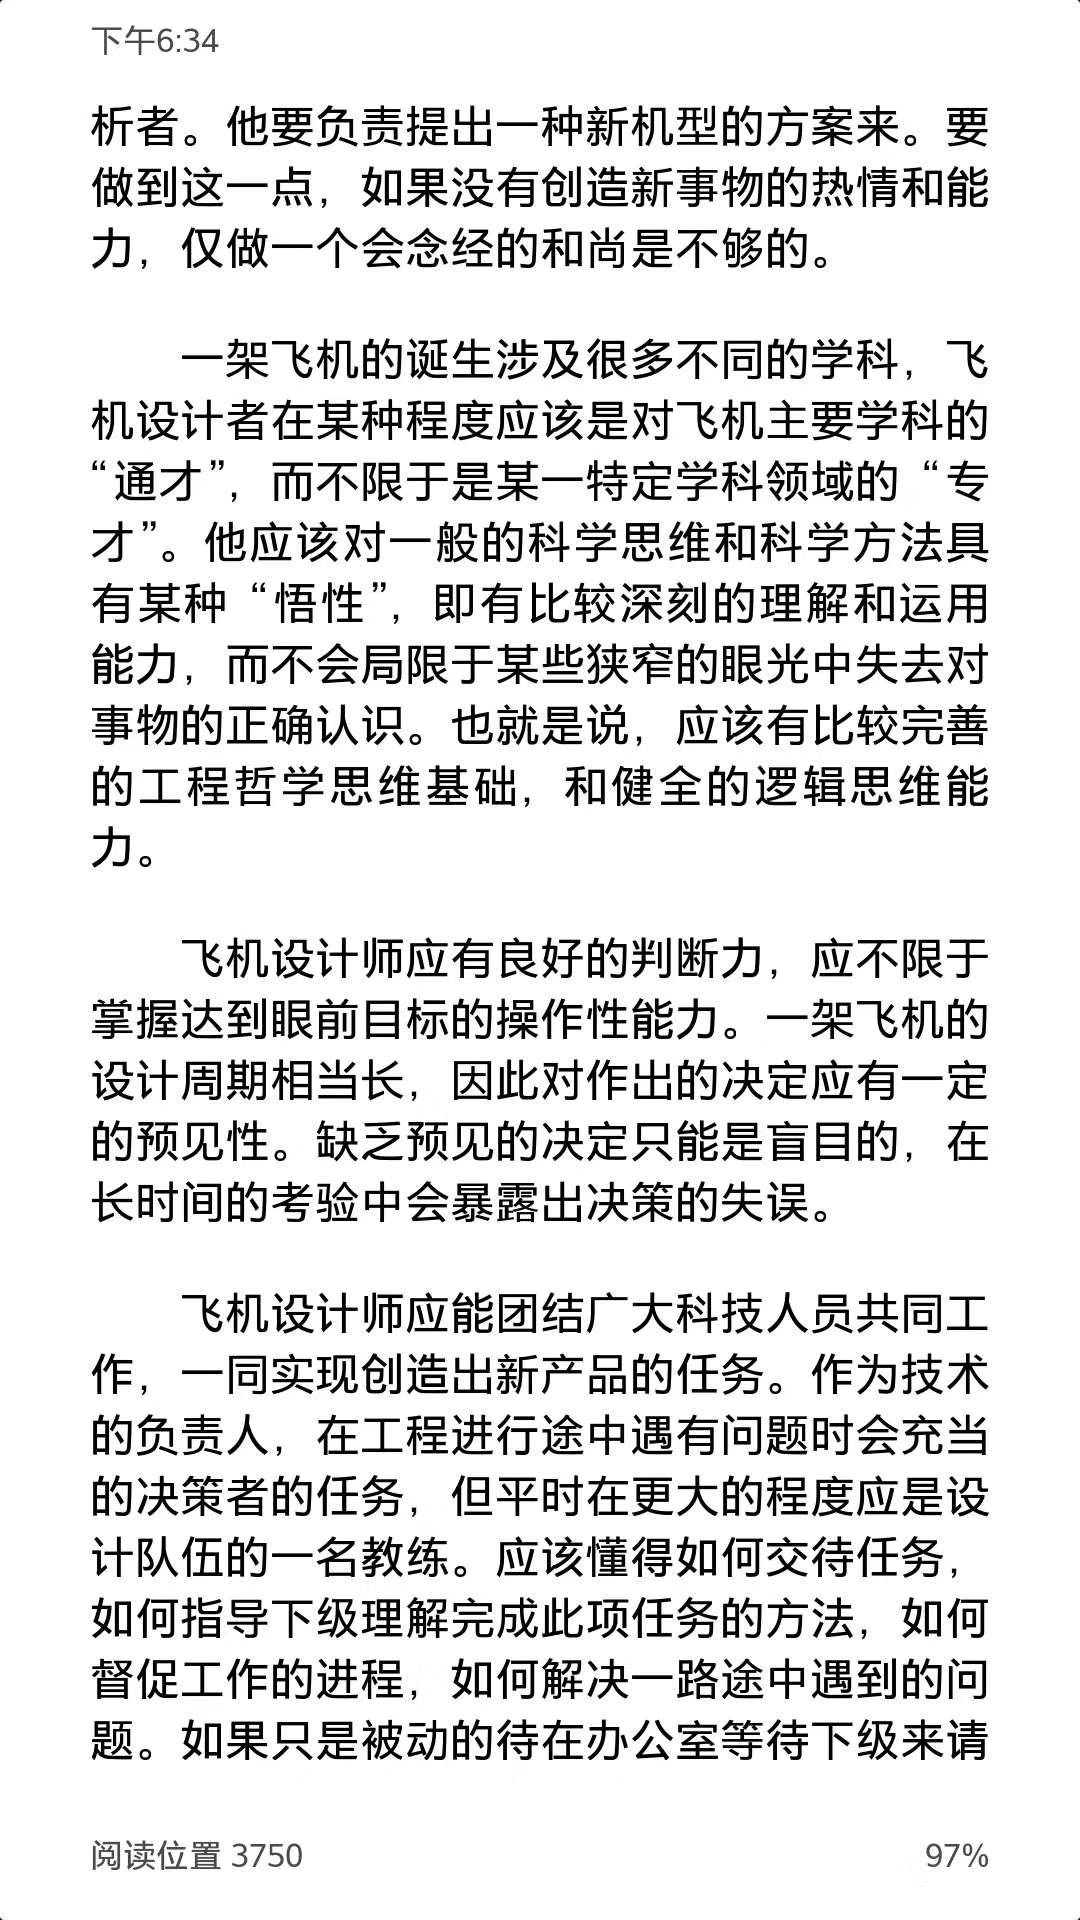 下午6:34
析者。他要负责提出一种新机型的方案来。要
做到这一点，如果没有创造新事物的热情和能
力，仅做一个会念经的和尚是不够的。
一架飞机的诞生涉及很多不同的学科，飞
机设计者在某种程度应该是对飞机主要学科的
“通才”，而不限于是某一特定学科领域的“专
才”。他应该对一般的科学思维和科学方法具
有某种“悟性”，即有比较深刻的理解和运用
能力，而不会局限于某些狭窄的眼光中失去对
事物的正确认识。也就是说，应该有比较完善
的工程哲学思维基础，和健全的逻辑思维能
力。
飞机设计师应有良好的判断力，应不限于
掌握达到眼前目标的操作性能力。一架飞机的
设计周期相当长，因此对作出的决定应有一定
的预见性。缺乏预见的决定只能是盲目的，在
长时间的考验中会暴露出决策的失误。
飞机设计师应能团结广大科技人员共同工
作，一同实现创造出新产品的任务。作为技术
的负责人，在工程进行途中遇有问题时会充当
的决策者的任务，但平时在更大的程度应是设
计队伍的一名教练。应该懂得如何交待任务，
如何指导下级理解完成此项任务的方法，如何
督促工作的进程，如何解决一路途中遇到的问
题。如果只是被动的待在办公室等待下级来请
阅读位置 3750
97%